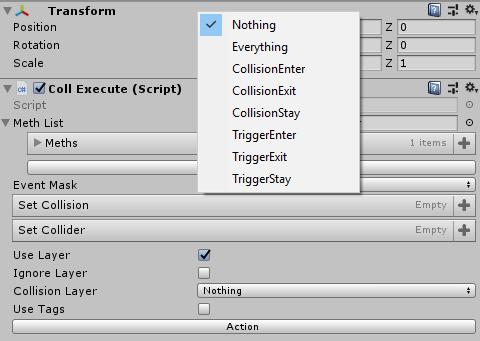 Transform
Position
Z 0
Rotation
Z 0
Scale
Z 1
Nothing
Everything
CollisionEnter
CollisionExit
CollisionStay
TriggerEnter
TriggerExit
TriggerStay
Coll Execute (Script)
Script
Meth List
Meths 1 items
Event Mask
Set Collision Empty
Set Collider Empty
Use Layer
Ignore Layer
Collision Layer Nothing
Use Tags
Action